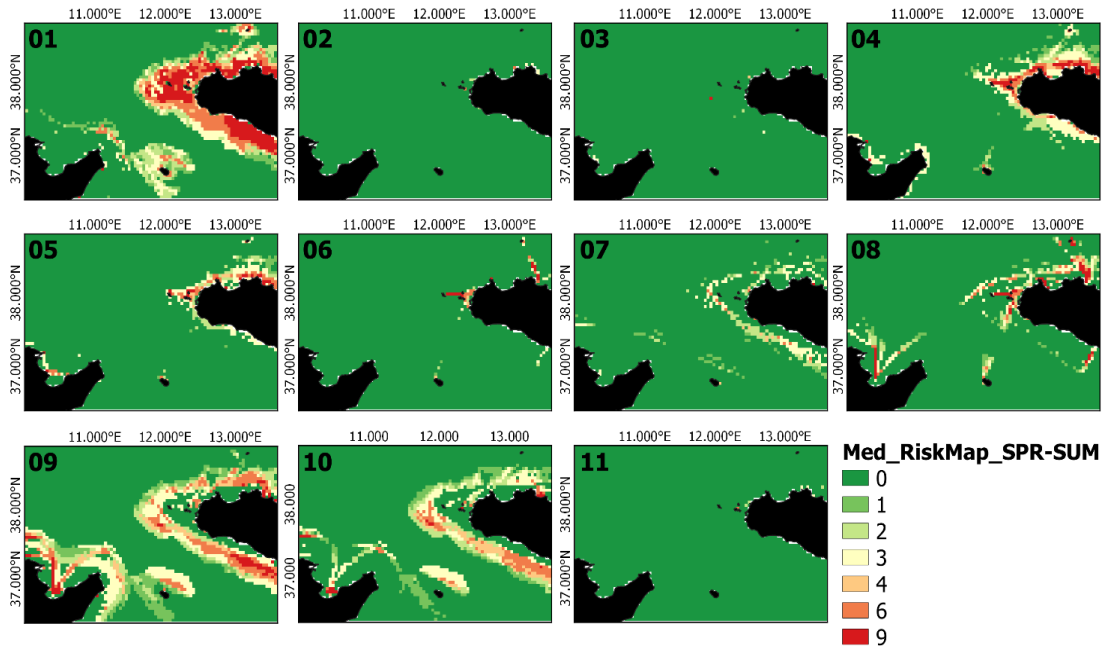 11.000°E 12.000°E 13.000°E 11.000°E 12.000°E 13.000°E 11.000°E 12.000°E 13.000°E 11.000°E 12.000°E 13.000°E
01 02 03 04
38.000°N 38.000°N 38.000°N 38.000°N
37.000°N 37.000°N 37.000°N 37.000°N
11.000°E 12.000°E 13.000°E 11.000°E 12.000°E 13.000°E 11.000°E 12.000°E 13.000°E 11.000°E 12.000°E 13.000°E
05 06 07 08
38.000°N 38.000°N 38.000°N 38.000°N
37.000°N 37.000°N 37.000°N 37.000°N
11.000°E 12.000°E 13.000°E 11.000 12.000 13.000 11.000°E 12.000°E 13.000°E
09 10 11
38.000°N 38.000 38.000°N
37.000°N 37.000 37.000°N
Med_RiskMap_SPR-SUM
0
1
2
3
4
6
9